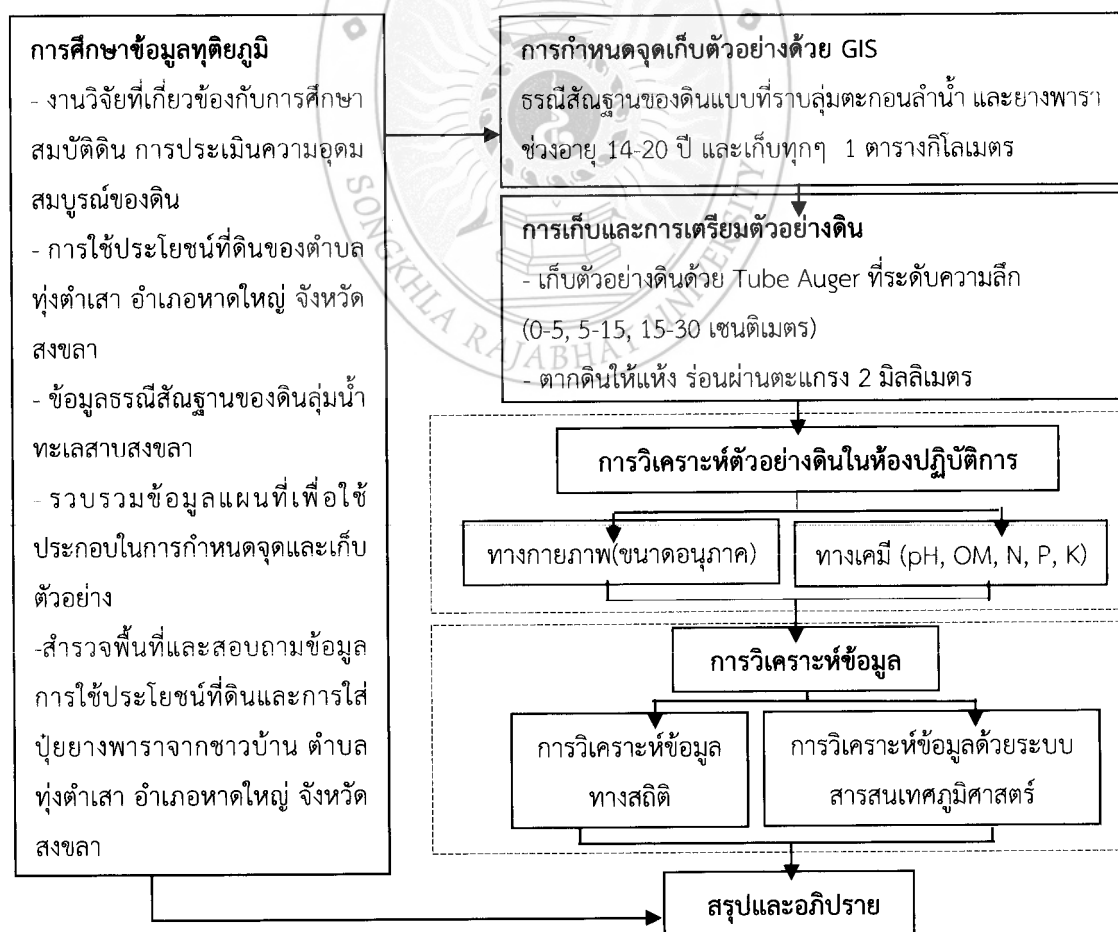 การศึกษาข้อมูลทุติยภูมิ
- งานวิจัยที่เกี่ยวข้องกับการศึกษา
สมบัติดิน การประเมินความอุดม
สมบูรณ์ของดิน
- การใช้ประโยชน์ที่ดินของตำบล
ทุ่งตำเสา อำเภอหาดใหญ่ จังหวัด
สงขลา
- ข้อมูลธรณีสัณฐานของดินลุ่มน้ำ
ทะเลสาบสงขลา
- รวบรวมข้อมูลแผนที่เพื่อใช้
ประกอบในการกำหนดจุดและเก็บ
ตัวอย่าง
-สำรวจพื้นที่และสอบถามข้อมูล
การใช้ประโยชน์ที่ดินและการใส่
ปุ๋ยยางพาราจากชาวบ้าน ตำบล
ทุ่งตำเสา อำเภอหาดใหญ่ จังหวัด
สงขลา
การกำหนดจุดเก็บตัวอย่างด้วย GIS
ธรณีสัณฐานของดินแบบที่ราบลุ่มตะกอนลำน้ำ และยางพารา
ช่วงอายุ 14-20 ปี และเก็บทุกๆ 1 ตารางกิโลเมตร
การเก็บและการเตรียมตัวอย่างดิน
- เก็บตัวอย่างดินด้วย Tube Auger ที่ระดับความลึก
(0-5, 5-15, 15-30 เซนติเมตร)
- ตากดินให้แห้ง ร่อนผ่านตะแกรง 2 มิลลิเมตร
การวิเคราะห์ตัวอย่างดินในห้องปฏิบัติการ
ทางกายภาพ(ขนาดอนุภาค)
ทางเคมี (pH, OM, N, P, K)
การวิเคราะห์ข้อมูล
การวิเคราะห์ข้อมูล
ทางสถิติ
การวิเคราะห์ข้อมูลด้วยระบบ
สารสนเทศภูมิศาสตร์
สรุปและอภิปราย
SONGKHLA RAJABHAT UNIVERSITY